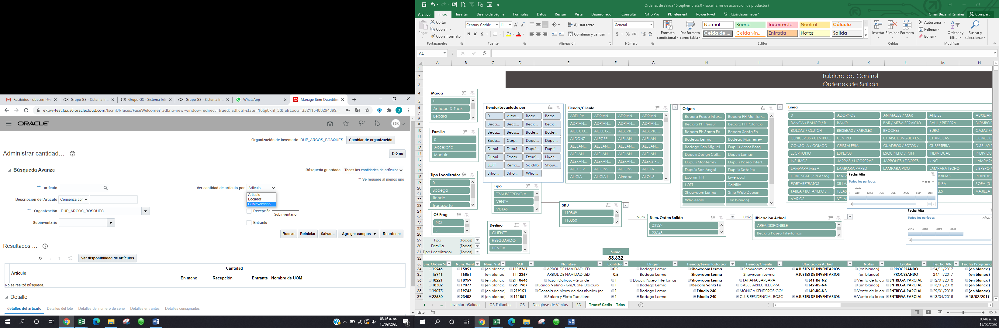 Recibidos - obecerril@c
GS Grupo GS - Sistema Inte
GS Grupo GS - Sistema Inte
GS Grupo GS - Sistema Inte
WhatsApp
Manage Item Quantitie
ekbw-test.fa.us6.oraclecloud.com/fscmUI/faces/FuseWelcome?_adf.no-new-window-redirect=true&_adf.ctrl-state=16bji8krif_5&_afrLoop=332115488294399...
ORACLE
OB
Organización de inventario DUP_ARCOS_BOSQUES Cambiar de organización
Administrar cantidad...
Done
Búsqueda Avanza
Búsqueda guardada Todas las cantidades de artículos
** Se requiere al menos uno
** artículo
Ver cantidad de artículo por Articulo
Articulo
Locador
Subinventario
Descripción del Artículo Comienza con
** Organización DUP_ARCOS_BOSQUES
Recepción
Subinventario
Subinventario
Entrante
Buscar Reiniciar Salvar... Agregar campos Reordenar
Resultados ...
Ver disponibilidad de artículos
Articulo
Cantidad
En mano Recepción Entrante Nombre de UOM
No se realizó búsqueda.
Detalle
detalles del artículo Detalles del lote Detalles del número de serie Detalles entrantes Detalles consignados
08:46 a. m.
15/09/2020
Ordenes de Salida 15 septiembre 2.0 - Excel (Error de activación de productos)
Archivo Inicio Insertar Diseño de página Fórmulas Datos Revisar Vista Desarrollador Consulta Nitro Pro PDFelement Power Pivot ¿Qué desea hacer?
Omar Becerril Ramírez Compartir
Pegar
Cortar
Copiar
Copiar formato
Portapapeles
Century Gothic 11
N K S
Fuente
Ajustar texto
Combinar y centrar
Alineación
General
$ % 000
Número
Formato condicional
Dar formato como tabla
Normal Bueno Incorrecto Neutral Cálculo
Celda de ... Celda vin... Entrada Notas Salida
Estilos
Insertar Eliminar Formato
Celdas
Autosuma
Rellenar
Borrar
Ordenar y filtrar
Buscar y seleccionar
Modificar
A1
A B C D E F G H I J K L M N
Tablero de Control
Órdenes de Salida
Marca
0
Antique & Teak
Becara
Familia
0
Accesorio
Mueble
Tipo Localizador
0
Bodega
Tienda
Transporte
OS Prog
NO
SI
Tienda/Levantado por
0 Alma... Beca... Beca...
Beca... Beca... Beca... Beca...
Beca... Beca... Bode... Bode...
Bode... Corp... Dupui... Dupui...
Dupui... Dupui... Dupui... Dupui...
Dupui... Ecom... Estudi... Liver...
LOFT Remo... Saldillo Show...
Sitio ... Sitio ... Whol...
Tipo
TRANSFERENCIA
VENTA
VISTAS
Destino
CLIENTE
RESGUARDO
TIENDA
Tienda/Cliente
ABEL PA... ADRIAN... ADRIAN... ADRIAN...
ADRIAN... ADRIAN... ADRIAN... ADRIAN...
AIDE CO... AIDEE G... ALBERTO... ALBERTO...
ALDONZ... ALEGRE ... ALEJAN... ALEJAN...
ALEJAN... ALEJAN... ALEJAN... ALEJAN...
ALEJAN... ALEJAN... ALEJAN... ALEJAN...
ALEXAN... ALEXAN... ALEXAN... ALEXIS F...
ALEXIS R... ALFONS... ALFONS... ALICIA ...
ALICIA ... ALICIA L... Almace... ALONS...
SKU
110849
110850
Origen
Becara Paseo Inter... Becara PH Monterr...
Becara PH Perisur Becara PH Polanco
Becara PH Santa Fe Becara Santa Fe
Bodega Lerma Bodega Monterrey
Bodega San Miguel Dupuis Arcos Bosq...
Dupuis Design Coll... Dupuis Lomas
Dupuis Monterrey Dupuis Paseo Interl...
Dupuis San Ángel Dupuis Satelite
Ecomm PH Liverpool
LOFT Saldillo
Showroom Lerma Sitio Web Dupuis
Wholesale (en blanco)
Num. Orden Salida
23329
23648
Ubicacion Actual
AREA DISPONIBLE
Becara Paseo Interlomas
Línea
0 ADORNOS ANIMALES / MAR ARETES AUXILIAR
BANCA / BANCO / B... BAÑO BAR / MESA SERVICIO BAUL / PIECERA BIOMBOS
BOLSAS / CLUTCH BRISERAS / FAROLES BROCHES BURO CAJAS / C
CENICEROS / CENTRO... CENTRO CHAISE LONGUE / ES... CHAROLAS COMEDO
CONSOLA / COMOD... CRISTALERIA CUADROS / FOTOS / ... CUBERTERIA DISPLAY T
ESCRITORIO ESPEJOS ESQUINERO / PUFF INDIVIDUAL INDIVIDU
INSUMOS JARRAS / LICORERAS ... JARRONES / TIBORES KING LAMPARA
LAMPARA MESA LAMPARA PARED LAMPARA PISO LAMPARA TECHO LIBRERO /
LOVE SEAT (2 PLAZAS) MATR MINAS PLANTAS
PORTARETRATOS SILLA INEA SOFA (3-4
TABLA / BOTANERO / ... TELAS LES VAJILLA
VARIOS VELA
Fecha Alta
Todos los períodos MESES
2020
ABR MAY JUN JUL AGO SEP OCT
Fecha Alta
Todos los períodos AÑOS
2017 2018 2019 2020
Tipo (Todas)
Familia (Todas)
Tipo Localizador (Todas)
Suma
33,632
um. Orden Sa Num. Venta Num. Vist SKU Nombre Cantidad Origen Tienda/Levantado por Tienda/Cliente Ubicacion Actual Notas Estatus Fecha Alta Fecha Programa
34 15946 15851 (en blanco) 1112367 ARBOL DE NAVIDAD LED 0.5 Bodega Lerma Showroom Lerma Showroom Lerma AJUSTES DE INVENTARIOS (en blanco) PROCESANDO 24/11/2017 (en blanco)
35 15946 15851 (en blanco) 1112367 ARBOL DE NAVIDAD LED 0.5 Bodega Lerma Showroom Lerma Showroom Lerma AJUSTES DE INVENTARIOS (en blanco) PROCESANDO 24/11/2017 (en blanco)
36 18221 18959 (en blanco) 2110646 Tazón Dafrosa - Grande 1 Dupuis Paseo Interlomas Showroom Lerma TATIANA BARBARA L41-R6-N2 Venta de la co ENTREGA PARCIAL 12/01/2018 (en blanco)
37 18302 19077 (en blanco) 2211987 Banco Velma - Gris/Café Obscuro 1 Bodega Lerma Becara Santa Fe ISABEL ARRECHEDERRA L42-R5-N4 (en blanco) ENTREGA PARCIAL 15/01/2018 (en blanco)
38 19075 19742 (en blanco) 219151 Consola de hierro de dos niveles (ne 1 Bodega Lerma Estudio 240 MONICA SENDEROS GOM L40-R5-N3 Venta de la co ENTREGA PARCIAL 29/01/2018 (en blanco)
39 22580 23402 (en blanco) 111851 Salero y Plato Tequilero 1 Bodega Lerma Estudio 240 CLUB RESIDENCIAL BOSQ AJUSTES DE INVENTARIOS Venta de la co ENTREGA PARCIAL 13/04/2018 18/02/2019
... InventarioSalidas OS Faltantes OS Desglose de Ventas BD Transf Cedis - Tdas
Listo
85 %
08:46 a. m.
15/09/2020